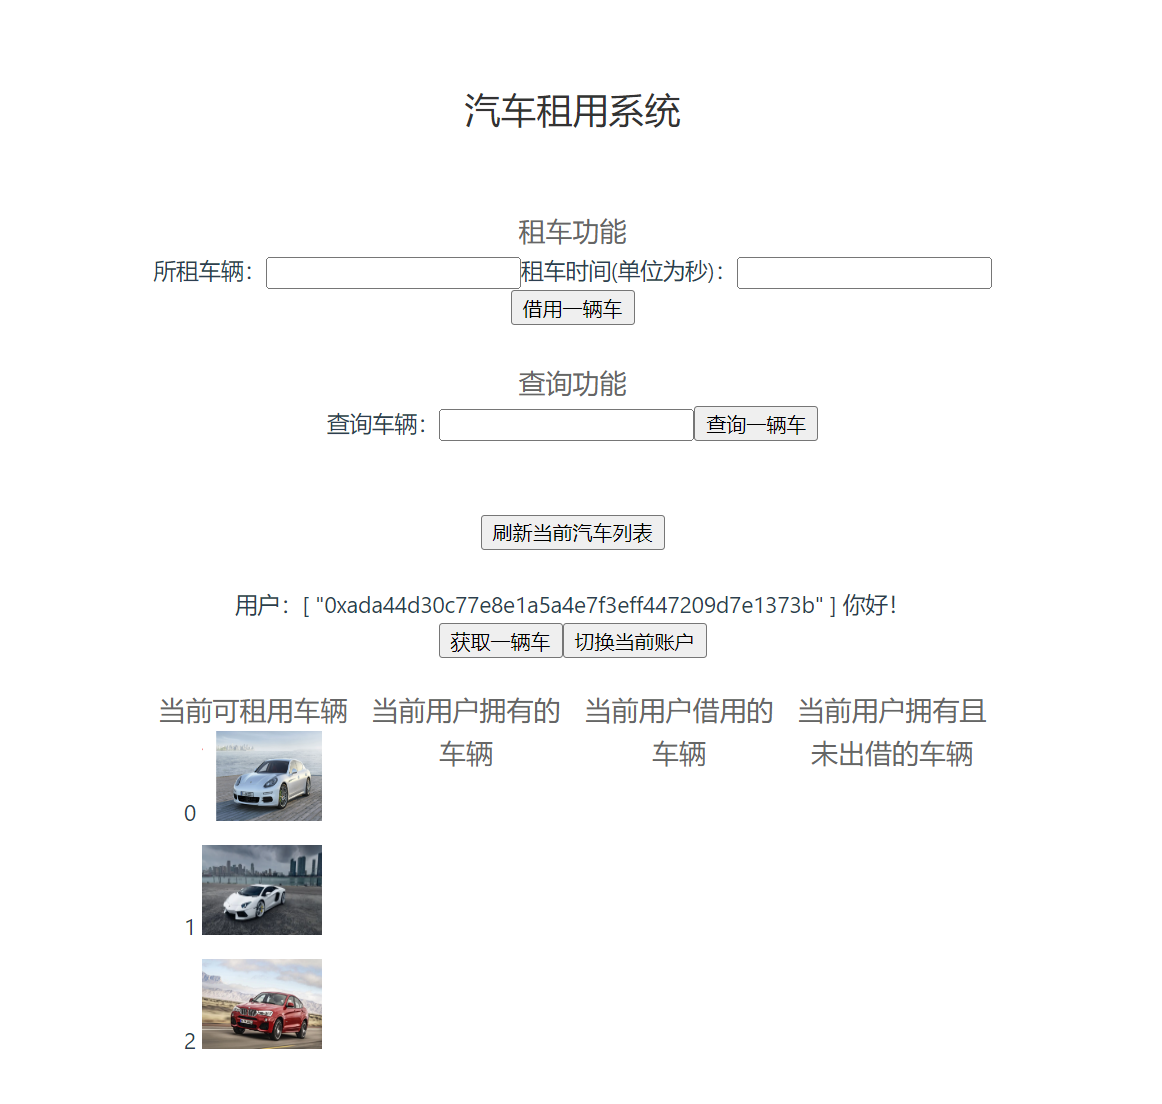 汽车租用系统
租车功能
所租车辆：租车时间(单位为秒)：
借用一辆车
查询功能
查询车辆：查询一辆车
刷新当前汽车列表
用户：[ "0xada44d30c77e8e1a5a4e7f3eff447209d7e1373b" ] 你好！
获取一辆车切换当前账户
当前可租用车辆
当前用户拥有的
车辆
当前用户借用的
车辆
当前用户拥有且
未出借的车辆
0
1
2